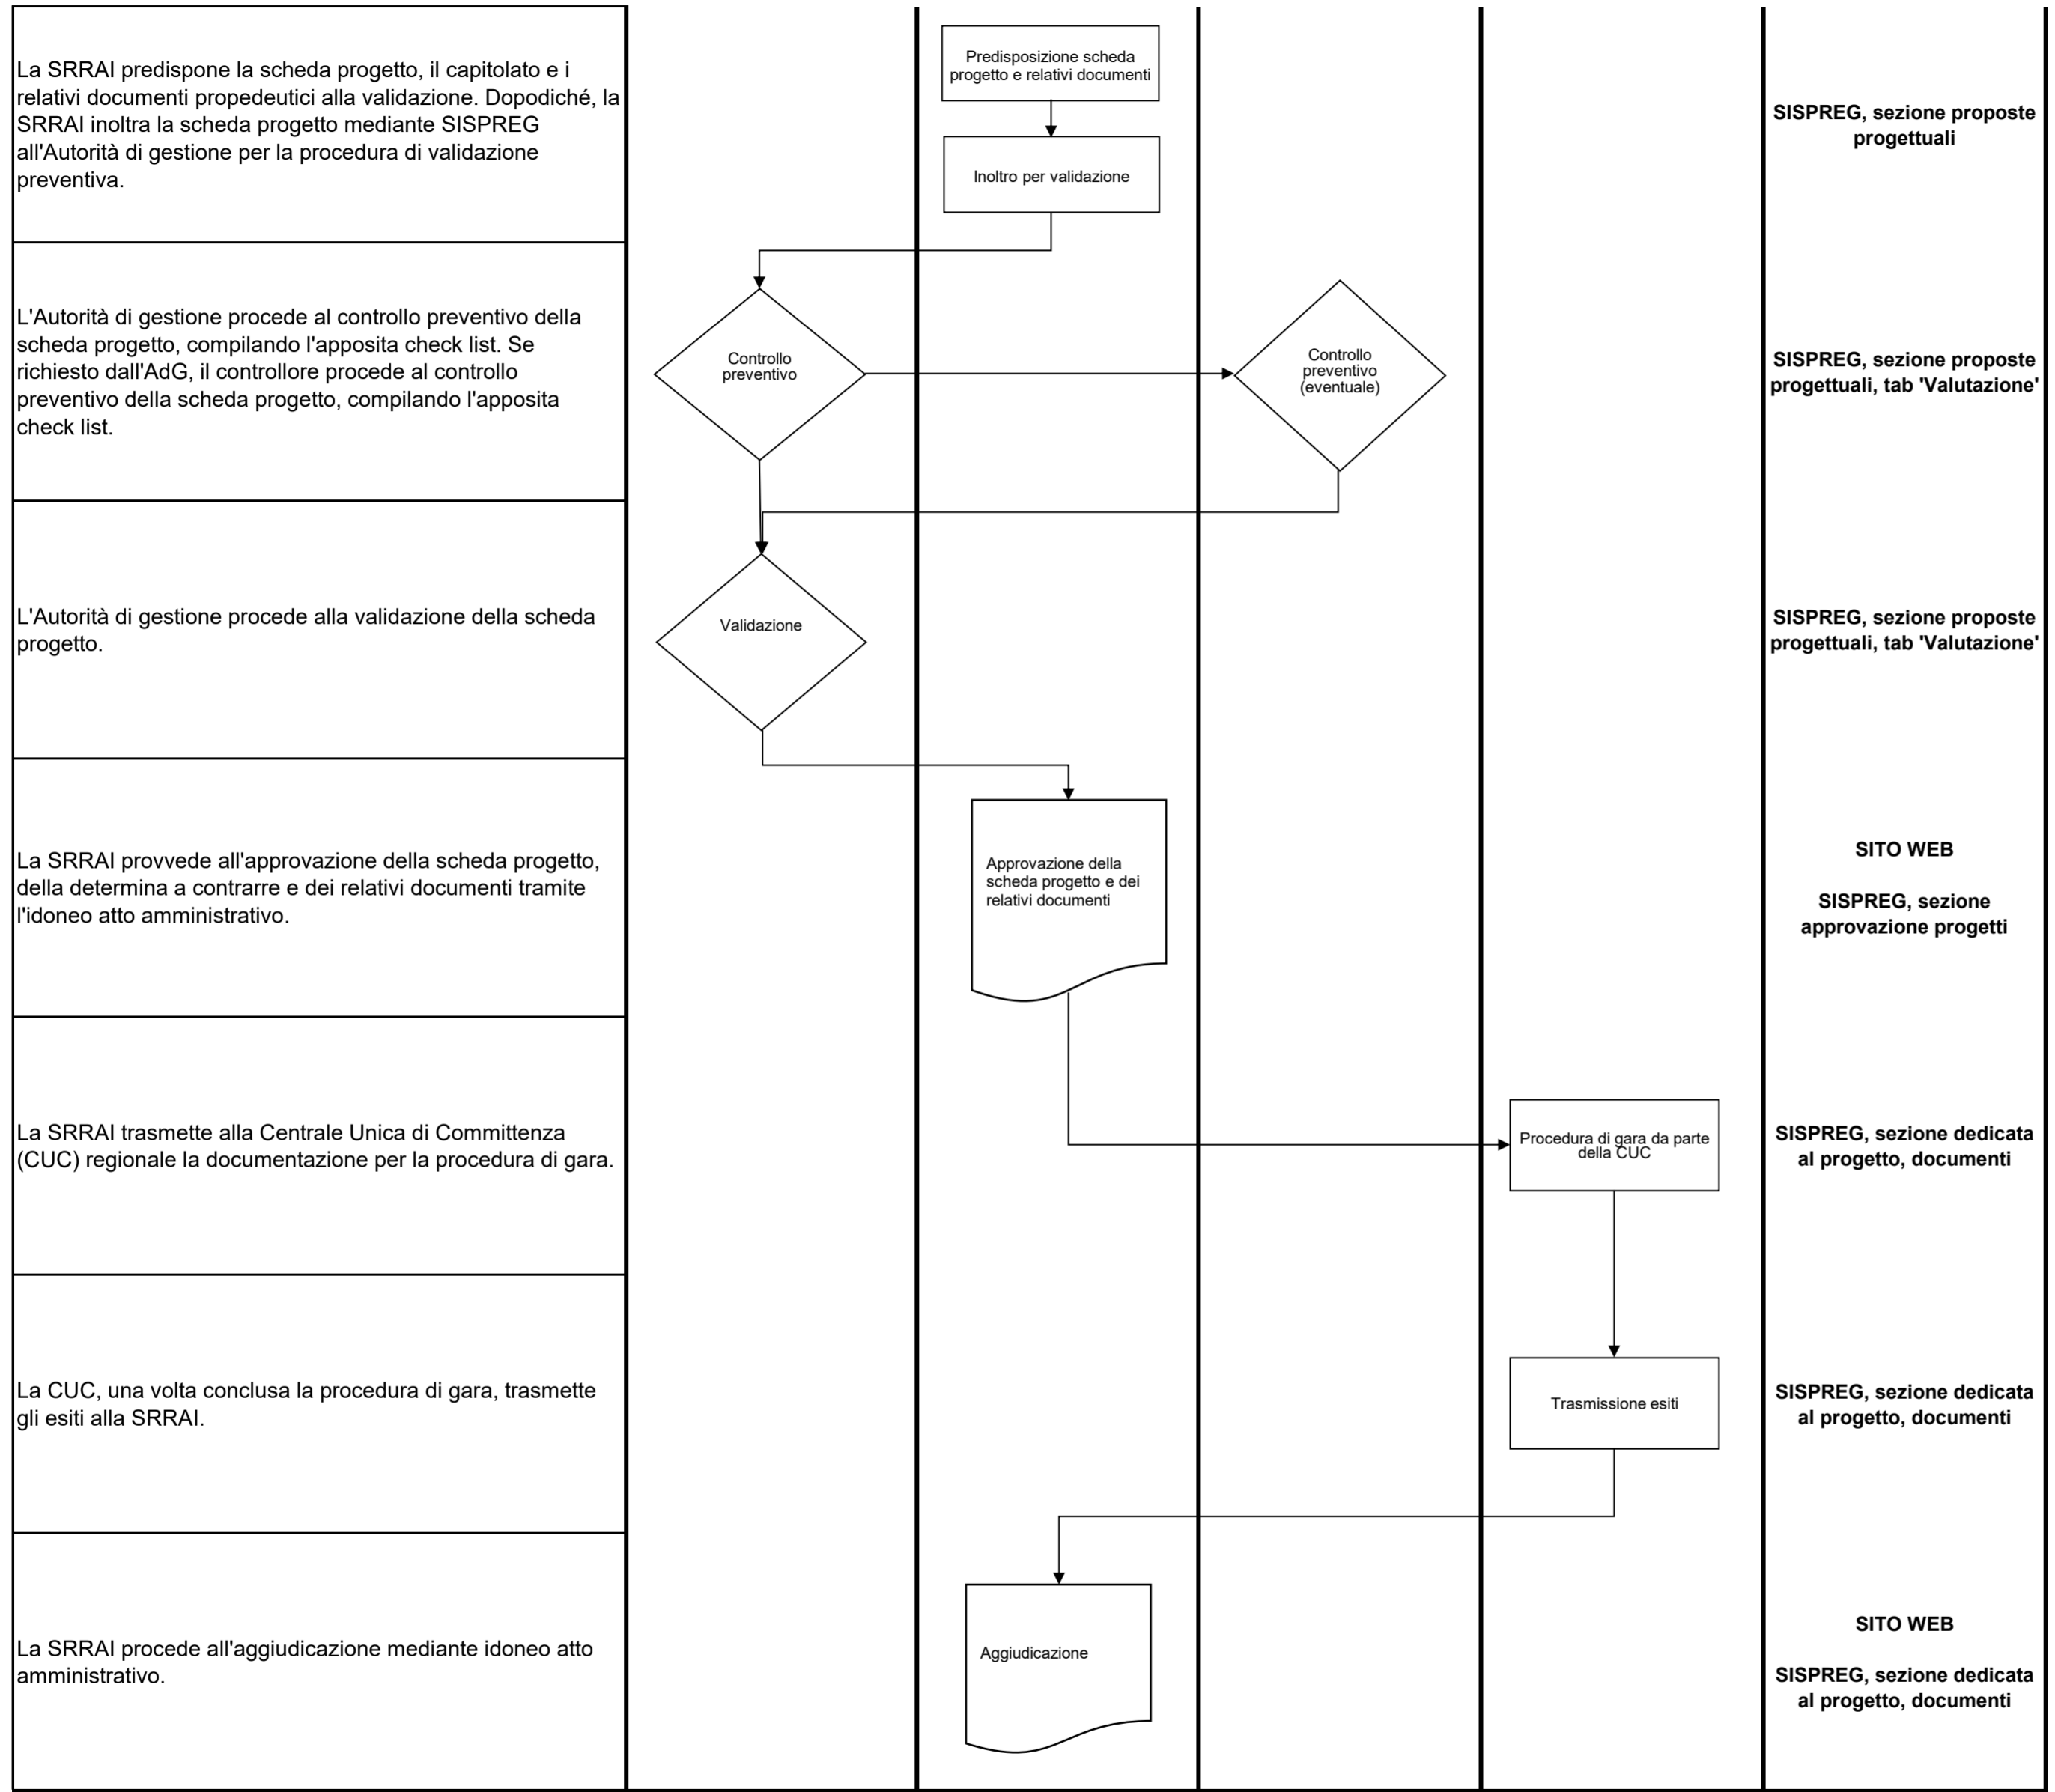 La SRRAI predispone la scheda progetto, il capitolato e i
relativi documenti propedeutici alla validazione. Dopodiché, la
SRRAI inoltra la scheda progetto mediante SISPREG
all'Autorità di gestione per la procedura di validazione
preventiva.
Predisposizione scheda
progetto e relativi documenti
Inoltro per validazione
SISPREG, sezione proposte
progettuali
L'Autorità di gestione procede al controllo preventivo della
scheda progetto, compilando l'apposita check list. Se
richiesto dall'AdG, il controllore procede al controllo
preventivo della scheda progetto, compilando l'apposita
check list.
Controllo
preventivo
Controllo
preventivo
(eventuale)
SISPREG, sezione proposte
progettuali, tab 'Valutazione'
L'Autorità di gestione procede alla validazione della scheda
progetto.
Validazione
SISPREG, sezione proposte
progettuali, tab 'Valutazione'
La SRRAI provvede all'approvazione della scheda progetto,
della determina a contrarre e dei relativi documenti tramite
l'idoneo atto amministrativo.
Approvazione della
scheda progetto e dei
relativi documenti
SITO WEB
SISPREG, sezione
approvazione progetti
La SRRAI trasmette alla Centrale Unica di Committenza
(CUC) regionale la documentazione per la procedura di gara.
Procedura di gara da parte
della CUC
SISPREG, sezione dedicata
al progetto, documenti
La CUC, una volta conclusa la procedura di gara, trasmette
gli esiti alla SRRAI.
Trasmissione esiti
SISPREG, sezione dedicata
al progetto, documenti
La SRRAI procede all'aggiudicazione mediante idoneo atto
amministrativo.
Aggiudicazione
SITO WEB
SISPREG, sezione dedicata
al progetto, documenti